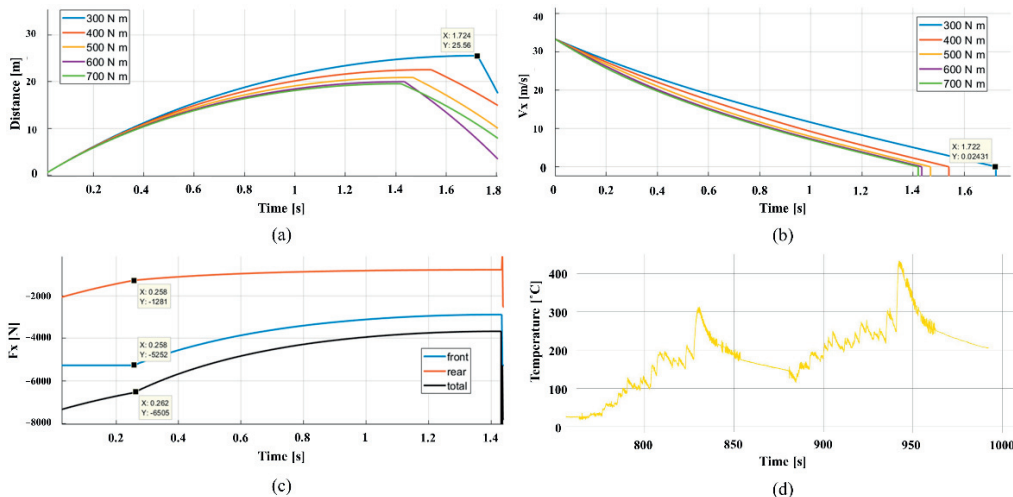 300 N m
400 N m
500 N m
600 N m
700 N m
X: 1.724
Y: 25.56
Distance [m]
30
20
10
0
0.2 0.4 0.6 0.8 1 1.2 1.4 1.6 1.8
Time [s]
(a)
300 N m
400 N m
500 N m
600 N m
700 N m
X: 1.722
Y: 0.02431
Vx [m/s]
40
30
20
10
0
0 0.2 0.4 0.6 0.8 1 1.2 1.4 1.6
Time [s]
(b)
X: 0.258
Y: -1281
X: 0.258
Y: -5252
X: 0.262
Y: -6505
front
rear
total
Fx [N]
-2000
-4000
-6000
-8000
0.2 0.4 0.6 0.8 1 1.2 1.4
Time [s]
(c)
Temperature [°C]
400
300
200
100
0
800 850 900 950 1000
Time [s]
(d)